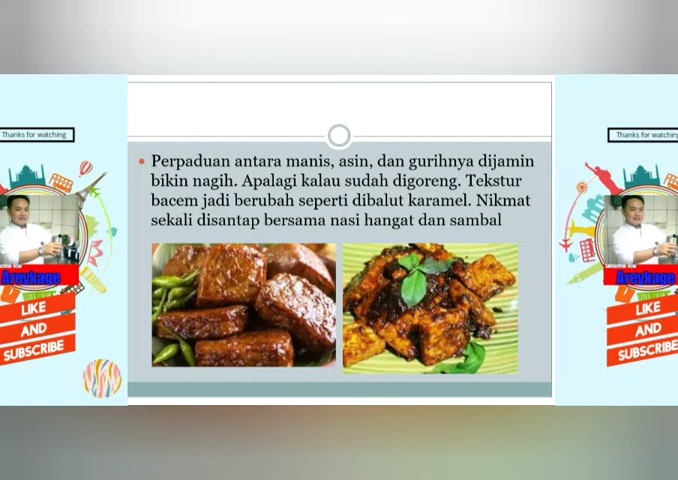 Thanks for watching
Perpaduan antara manis, asin, dan gurihnya dijamin
bikin nagih. Apalagi kalau sudah digoreng. Tekstur
bacem jadi berubah seperti dibalut karamel. Nikmat
sekali disantap bersama nasi hangat dan sambal
Arevkage
LIKE
AND
SUBSCRIBE
Thanks for watching
Arevkage
LIKE
AND
SUBSCRIBE